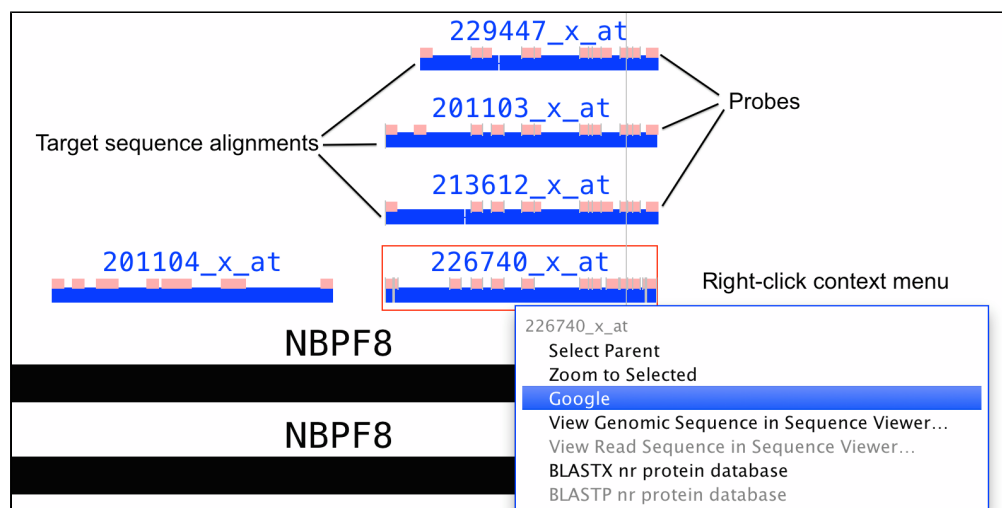 229447_x_at
Probes
201103_x_at
Target sequence alignments
213612_x_at
201104_x_at
226740_x_at
Right-click context menu
NBPF8
226740_x_at
Select Parent
Zoom to Selected
Google
View Genomic Sequence in Sequence Viewer...
View Read Sequence in Sequence Viewer...
BLASTX nr protein database
BLASTP nr protein database
NBPF8